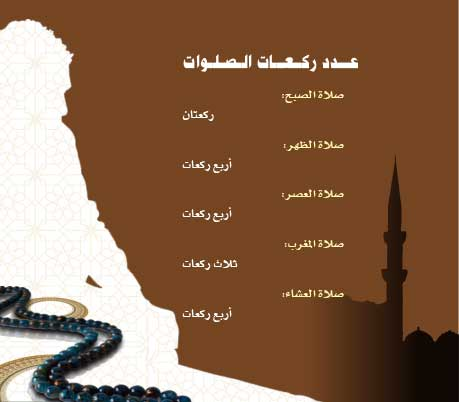 عدد ركعات الصلوات
صلاة الصبح:
ركعتان
صلاة الظهر:
أربع ركعات
صلاة العصر:
أربع ركعات
صلاة المغرب:
ثلاث ركعات
صلاة العشاء:
أربع ركعات